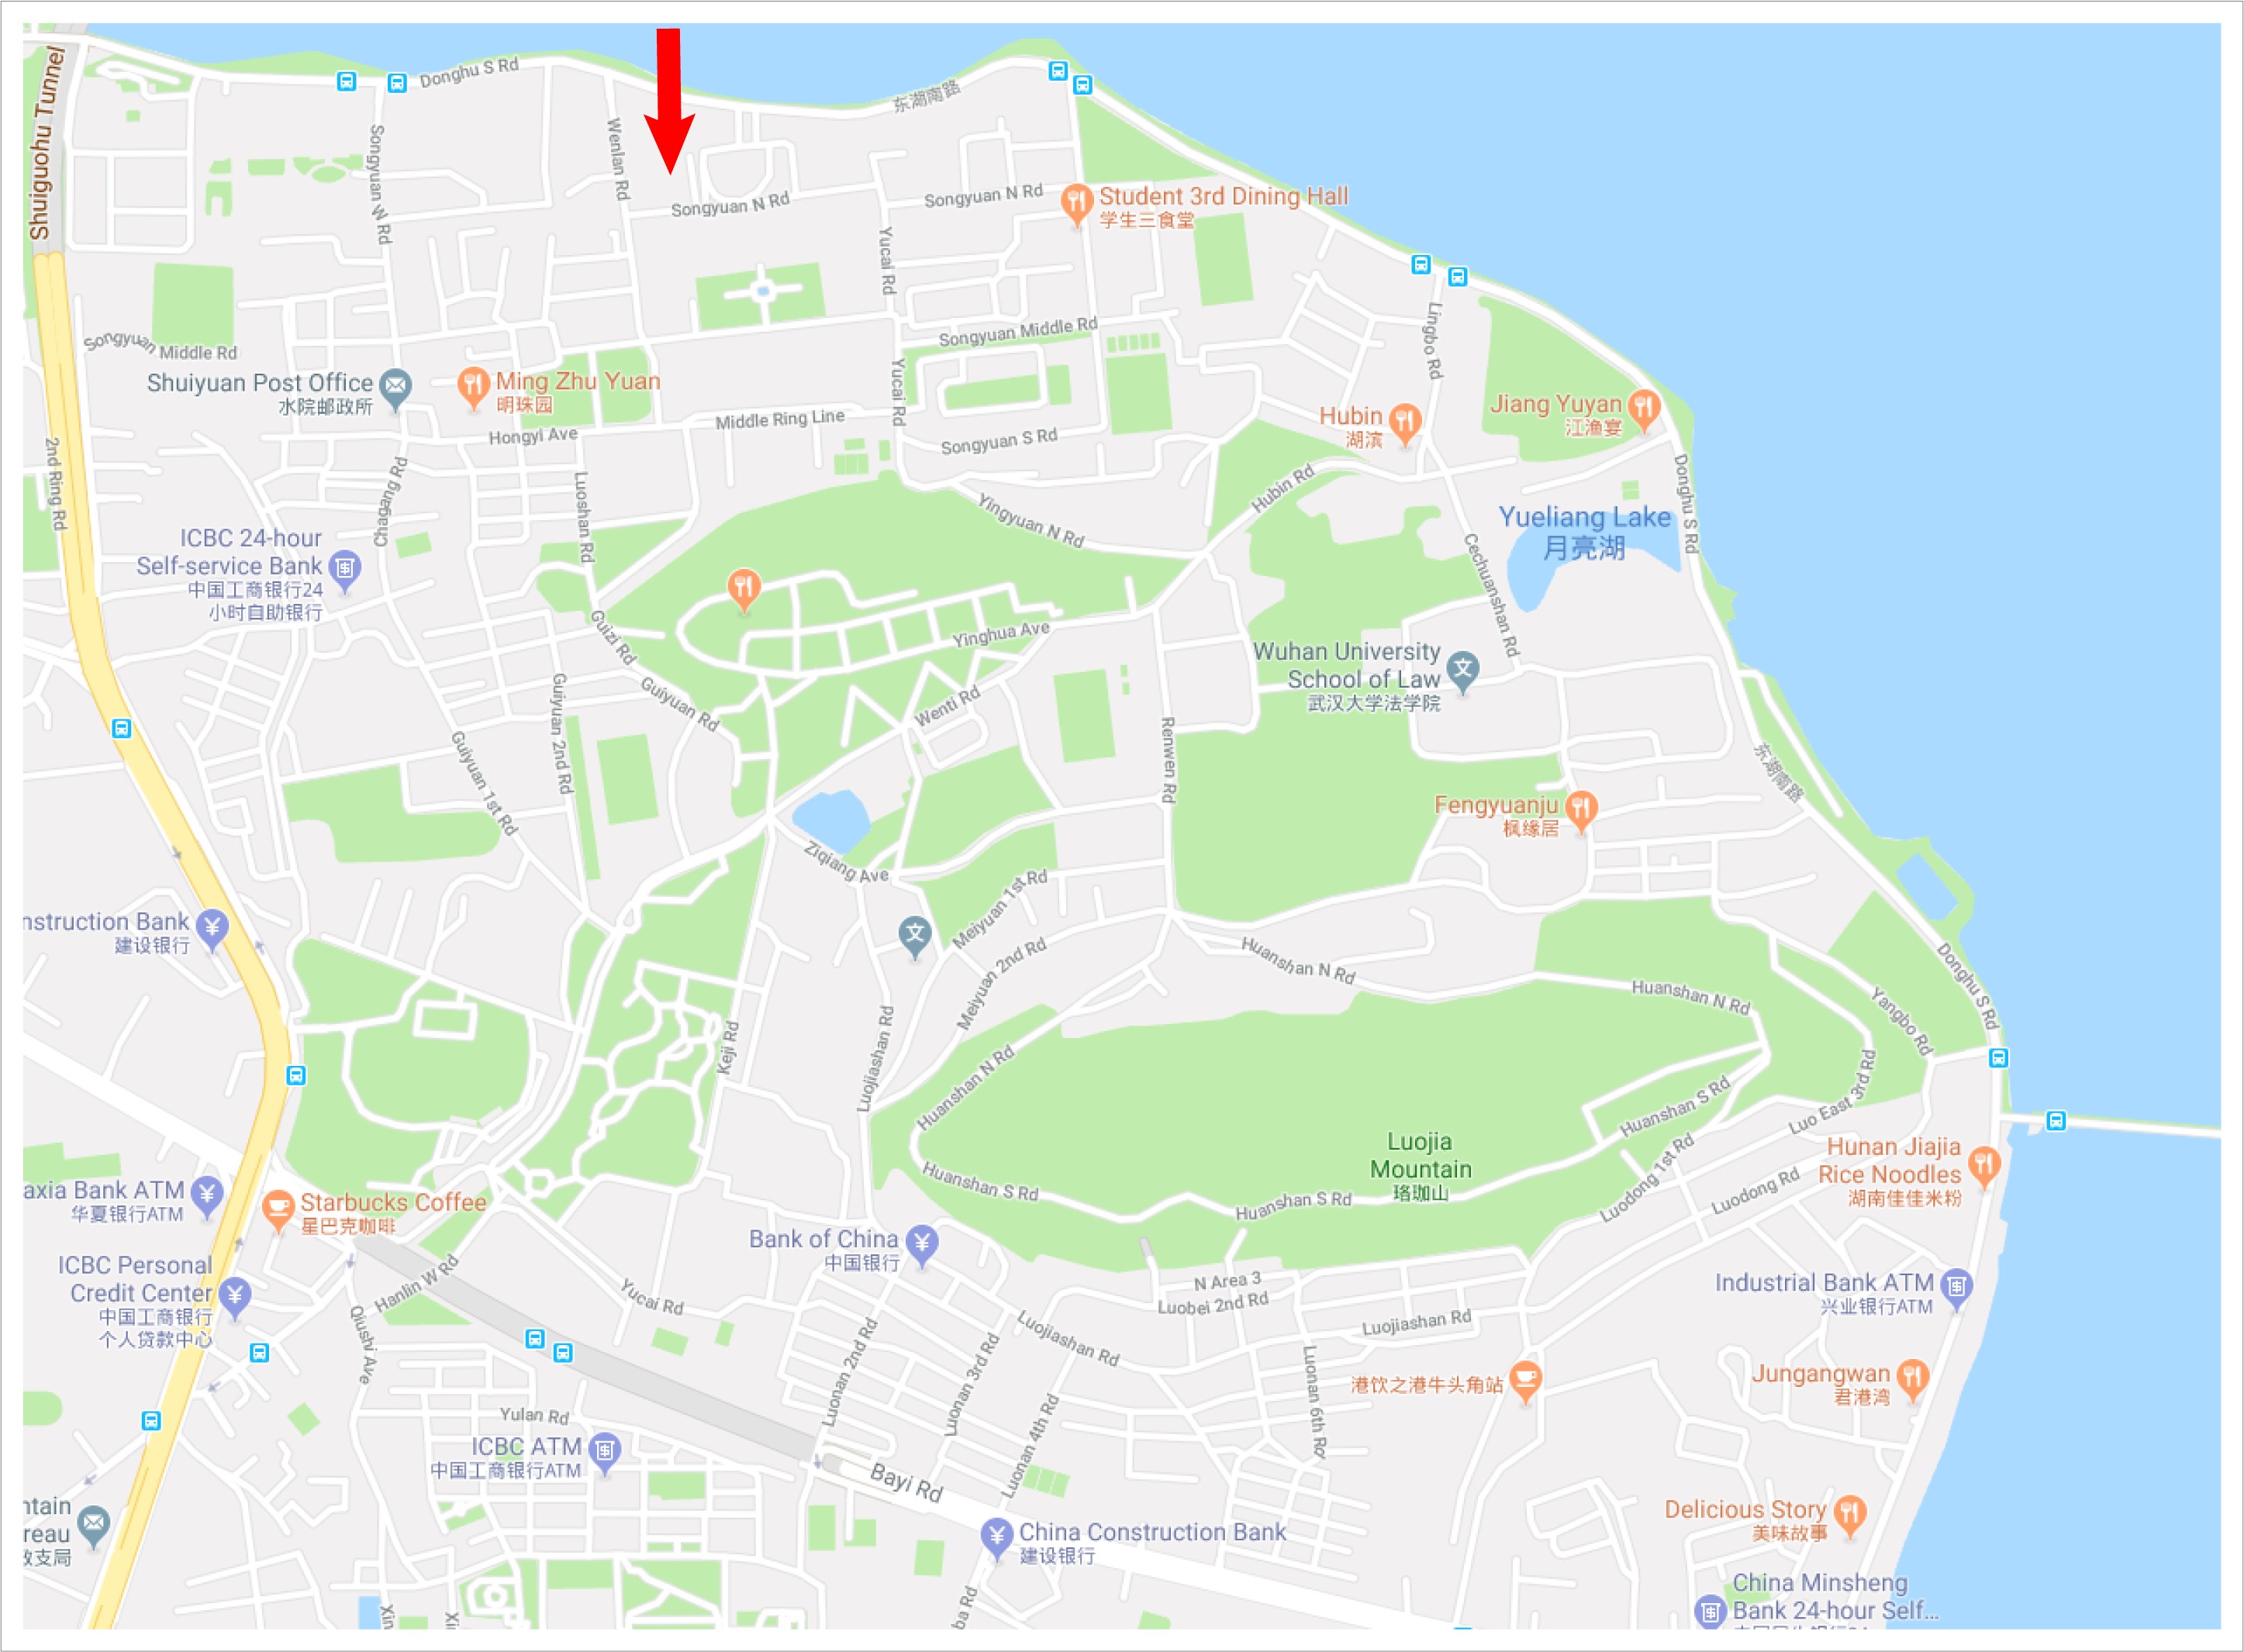 Shuiguohu Tunnel
Donghu S Rd
东湖南路
Songyuan W Rd
Wenlan Rd
Songyuan N Rd
Songyuan N Rd
Student 3rd Dining Hall
学生三食堂
Yucai Rd
Songyuan Middle Rd
Songyuan Middle Rd
Lingbo Rd
Shuiyuan Post Office
水院邮政所
Ming Zhu Yuan
明珠园
Yucai Rd
Hubin
湖滨
Jiang Yuyan
江渔宴
Middle Ring Line
Hongyi Ave
Songyuan S Rd
2nd Ring Rd
Chagang Rd
Luoshan Rd
Hubin Rd
Donghu S Rd
Yingyuan N Rd
Yueliang Lake
月亮湖
ICBC 24-hour
Self-service Bank
中国工商银行24
小时自助银行
Cechuanshan Rd
Guizi Rd
Yinghua Ave
Wuhan University
School of Law
武汉大学法学院
Guiyuan Rd
Guiyuan 2nd Rd
Wenti Rd
Renwen Rd
东湖南路
Guiyuan 1st Rd
Fengyuanju
枫缘居
Ziqiang Ave
Meiyuan 1st Rd
nstruction Bank
建设银行
Meiyuan 2nd Rd
Huanshan N Rd
Donghu S Rd
Huanshan N Rd
Yangbo Rd
Keji Rd
Luojiashan Rd
Huanshan N Rd
Huanshan S Rd
Luo East 3rd Rd
Luojia
Mountain
珞珈山
Luodong 1st Rd
Hunan Jiajia
Rice Noodles
湖南佳佳米粉
axia Bank ATM
华夏银行ATM
Starbucks Coffee
星巴克咖啡
Huanshan S Rd
Huanshan S Rd
Luodong Rd
Bank of China
中国银行
ICBC Personal
Credit Center
中国工商银行
个人贷款中心
Hanlin W Rd
Yucai Rd
N Area 3
Luobei 2nd Rd
Industrial Bank ATM
兴业银行ATM
Qiushi Ave
Luojiashan Rd
Luojiashan Rd
Luonan 2nd Rd
Luonan 3rd Rd
Luonan 6th Rd
港饮之港牛头角站
Jungangwan
君港湾
Yulan Rd
Luonan 4th Rd
ICBC ATM
中国工商银行ATM
Bayi Rd
ntain
reau
政支局
Delicious Story
美味故事
China Construction Bank
建设银行
China Minsheng
Bank 24-hour Self...
Xin
Xin
ba Rd